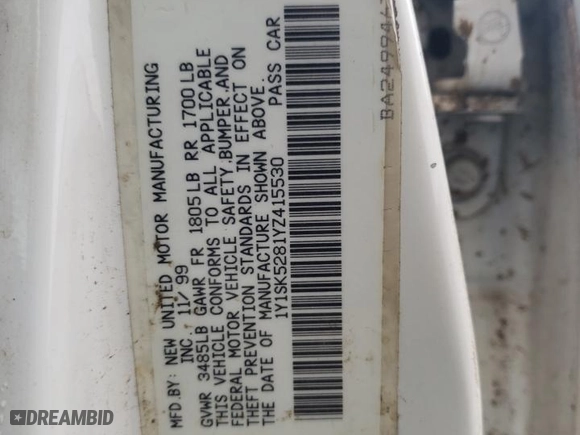 MFD.BY: NEW UNITED MOTOR MANUFACTURING
INC. 11/99
GVWR 3485LB GAWR FR 1805LB RR 1700LB
THIS VEHICLE CONFORMS TO ALL APPLICABLE
FEDERAL MOTOR VEHICLE SAFETY,BUMPER,AND
THEFT PREVENTION STANDARDS IN EFFECT ON
THE DATE OF MANUFACTURE SHOWN ABOVE.
1Y1SK5281YZ415530 PASS CAR
DREAMBID